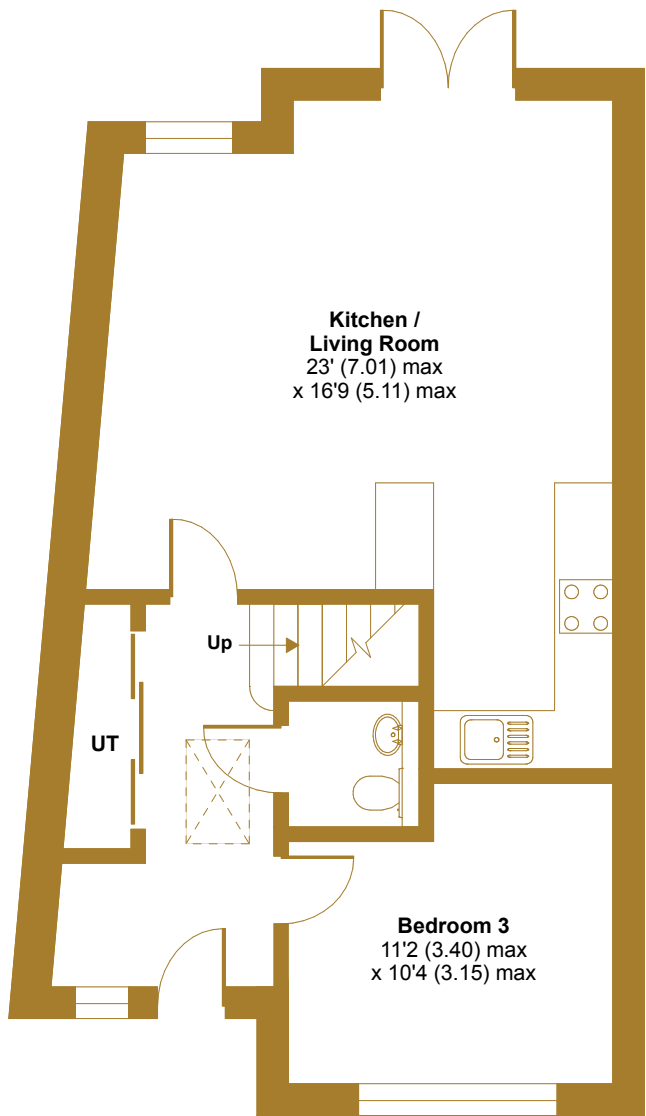 Kitchen /
Living Room
23' (7.01) max
x 16'9 (5.11) max
Up
UT
Bedroom 3
11'2 (3.40) max
x 10'4 (3.15) max